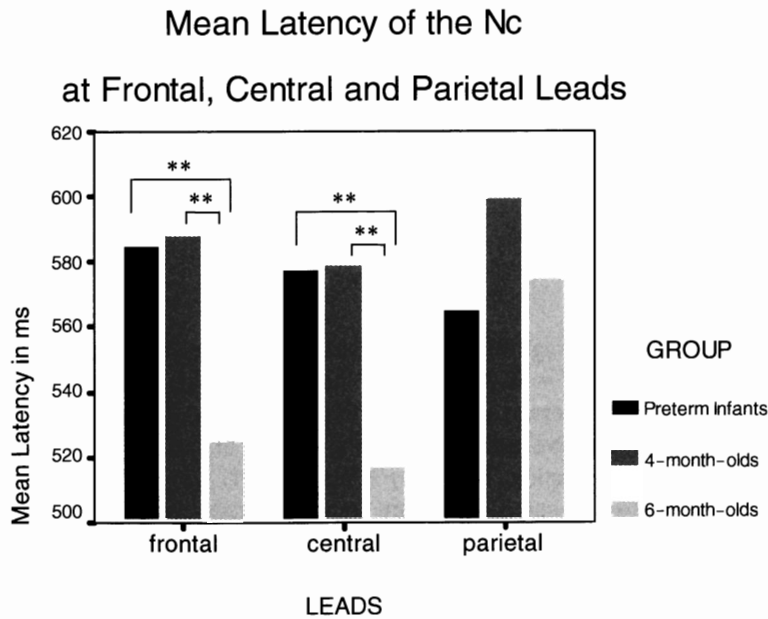 Mean Latency of the Nc
at Frontal, Central and Parietal Leads
Mean Latency in ms
620
600
580
560
540
520
500
**
**
**
**
frontal
central
parietal
LEADS
GROUP
Preterm Infants
4-month-olds
6-month-olds